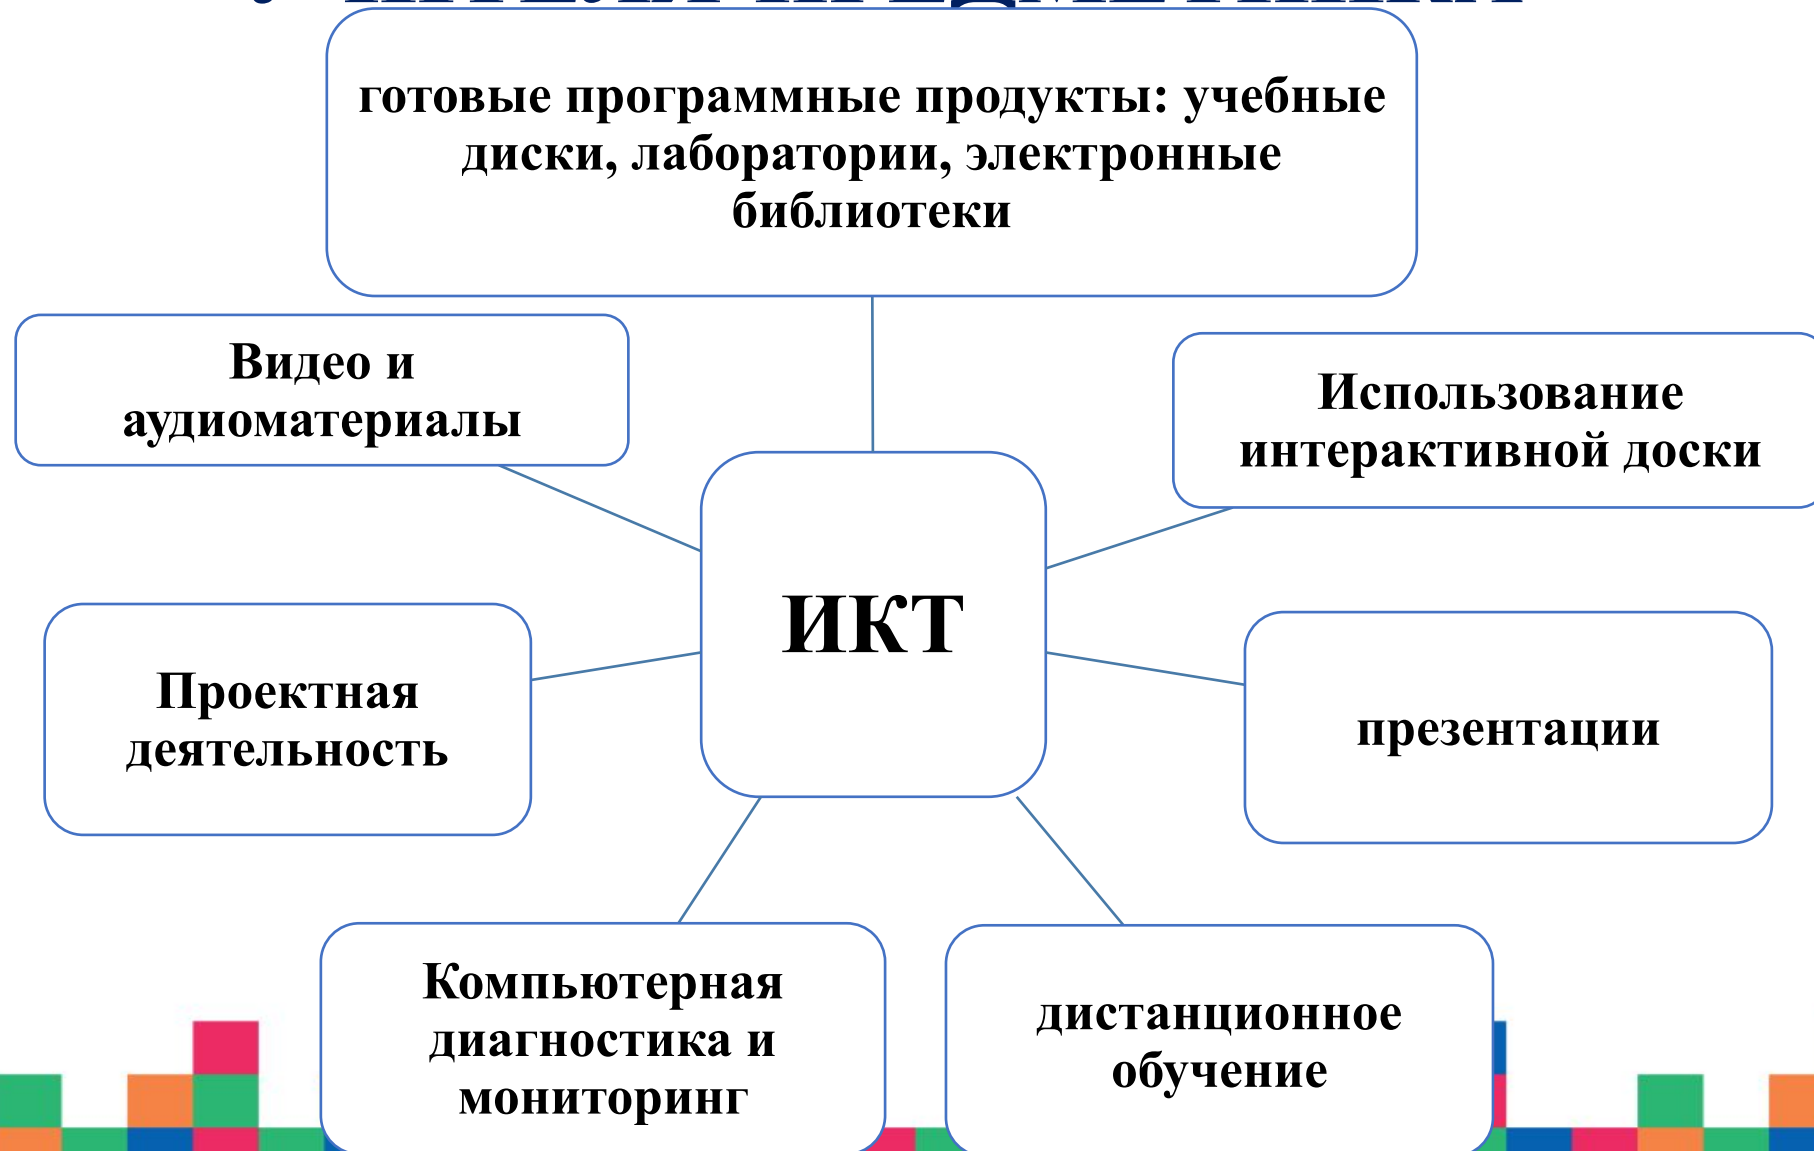 готовые программные продукты: учебные
диски, лаборатории, электронные
библиотеки
Видео и
аудиоматериалы
Использование
интерактивной доски
ИКТ
Проектная
деятельность
презентации
Компьютерная
диагностика и
мониторинг
дистанционное
обучение